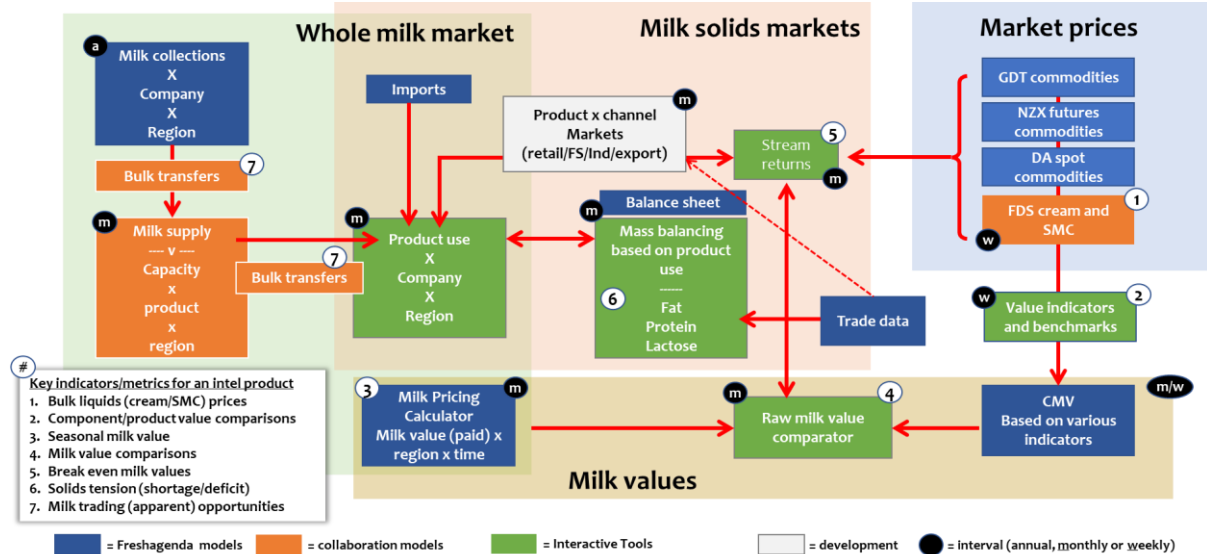 Whole milk market
Milk solids markets
Market prices
a
Milk collections
X
Company
X
Region
Bulk transfers
7
m
Milk supply
---- v ----
Capacity
x
product
x
region
7
Bulk transfers
Imports
m
Product use
X
Company
X
Region
m
Product x channel
Markets
(retail/FS/Ind/export)
5
Stream
returns
m
Balance sheet
m
Mass balancing
based on product
use
------
6
Fat
Protein
Lactose
Trade data
GDT commodities
NZX futures
commodities
DA spot
commodities
1
FDS cream and
SMC
w
w
2
Value indicators
and benchmarks
m/w
CMV
Based on various
indicators
3
m
Milk Pricing
Calculator
Milk value (paid) x
region x time
m
4
Raw milk value
comparator
Milk values
#
Key indicators/metrics for an intel product
1. Bulk liquids (cream/SMC) prices
2. Component/product value comparisons
3. Seasonal milk value
4. Milk value comparisons
5. Break even milk values
6. Solids tension (shortage/deficit)
7. Milk trading (apparent) opportunities
= Freshagenda models
= collaboration models
= Interactive Tools
= development
= interval (annual, monthly or weekly)